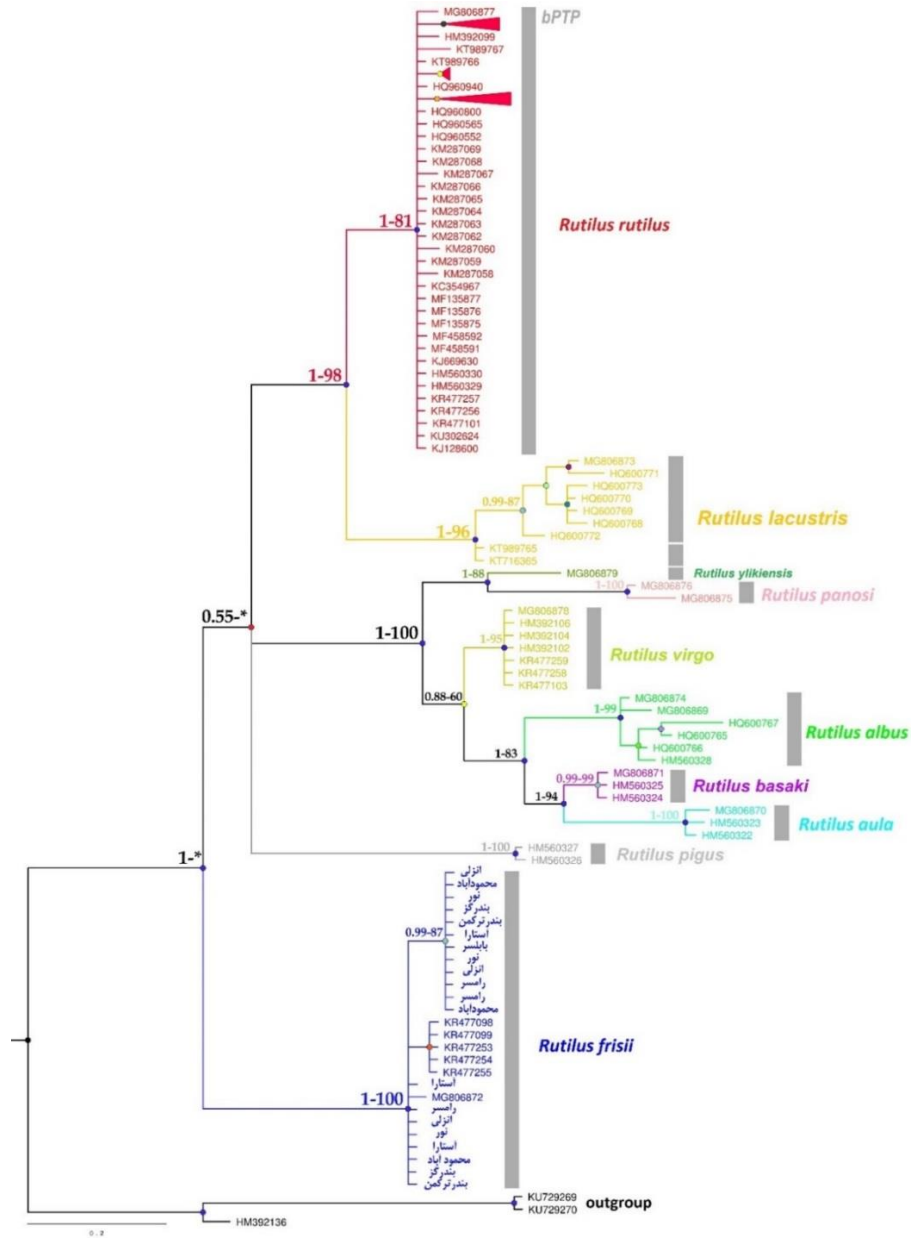 bPTP
MG806877
HM392099
KT989767
KT989766
HQ960940
HQ960800
HQ960565
HQ960552
KM287069
KM287068
KM287067
KM287066
KM287065
KM287064
KM287063
KM287062
KM287060
KM287059
KM287058
KC354967
MF135877
MF135876
MF135875
MF458592
MF458591
KJ669630
HM560330
HM560329
KR477257
KR477256
KR477101
KU302624
KJ128600
1-81
Rutilus rutilus
1-98
MG806873
HQ600771
HQ600773
HQ600770
HQ600769
HQ600768
HQ600772
KT989765
KT716365
0.99-87
1-96
Rutilus lacustris
1-88
MG806879
Rutilus ylikiensis
1-100
MG806876
MG806875
Rutilus panosi
0.55-*
1-100
MG806878
HM392106
HM392104
HM392102
KR477259
KR477258
KR477103
1-95
Rutilus virgo
0.88-60
MG806874
MG806869
HQ600767
HQ600765
HQ600766
HM560328
1-99
Rutilus albus
1-83
MG806871
HM560325
HM560324
0.99-99
Rutilus basaki
1-94
MG806870
HM560323
HM560322
1-100
Rutilus aula
1-100
HM560327
HM560326
Rutilus pigus
1-*
انزلی
محموداباد
نور
بندرگز
بندرترکمن
آستارا
بابلسر
نور
انزلی
رامسر
رامسر
محموداباد
0.99-87
KR477098
KR477099
KR477253
KR477254
KR477255
آستارا
MG806872
رامسر
انزلی
نور
آستارا
محمود اباد
بندرگز
بندرترکمن
1-100
Rutilus frisii
KU729269
KU729270
outgroup
HM392136
0.2